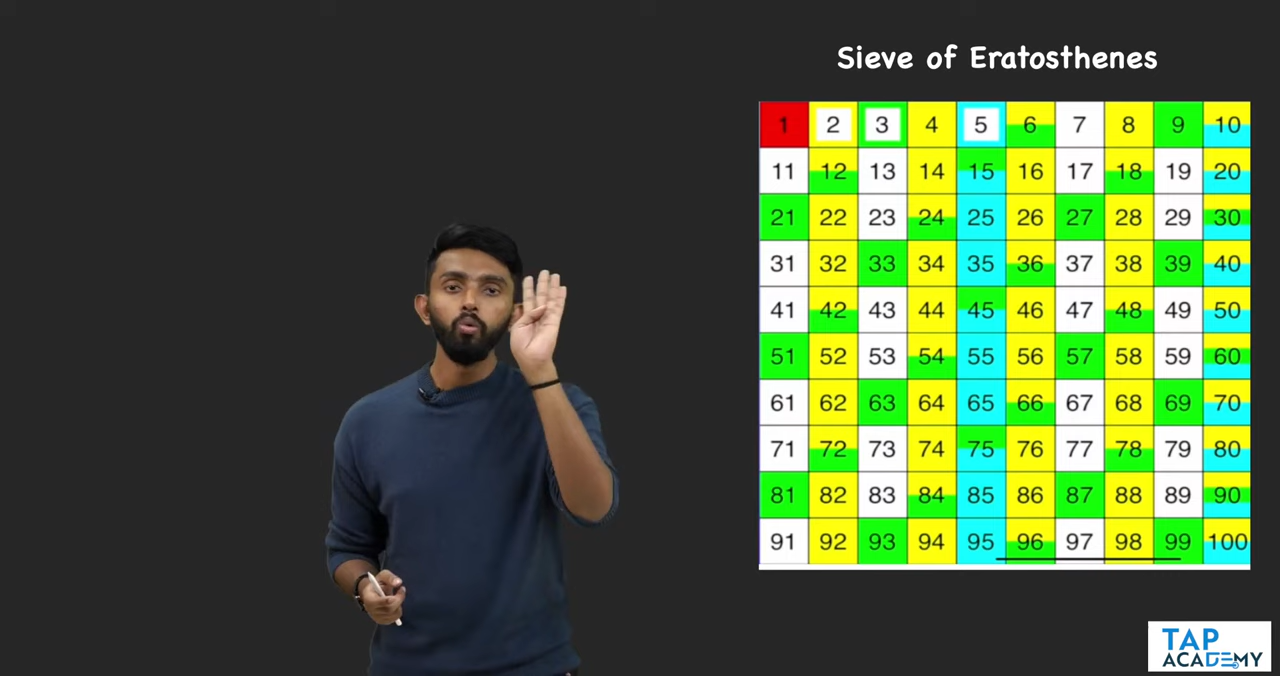 Sieve of Eratosthenes
1 2 3 4 5 6 7 8 9 10
11 12 13 14 15 16 17 18 19 20
21 22 23 24 25 26 27 28 29 30
31 32 33 34 35 36 37 38 39 40
41 42 43 44 45 46 47 48 49 50
51 52 53 54 55 56 57 58 59 60
61 62 63 64 65 66 67 68 69 70
71 72 73 74 75 76 77 78 79 80
81 82 83 84 85 86 87 88 89 90
91 92 93 94 95 96 97 98 99 100
TAP
ACADEMY